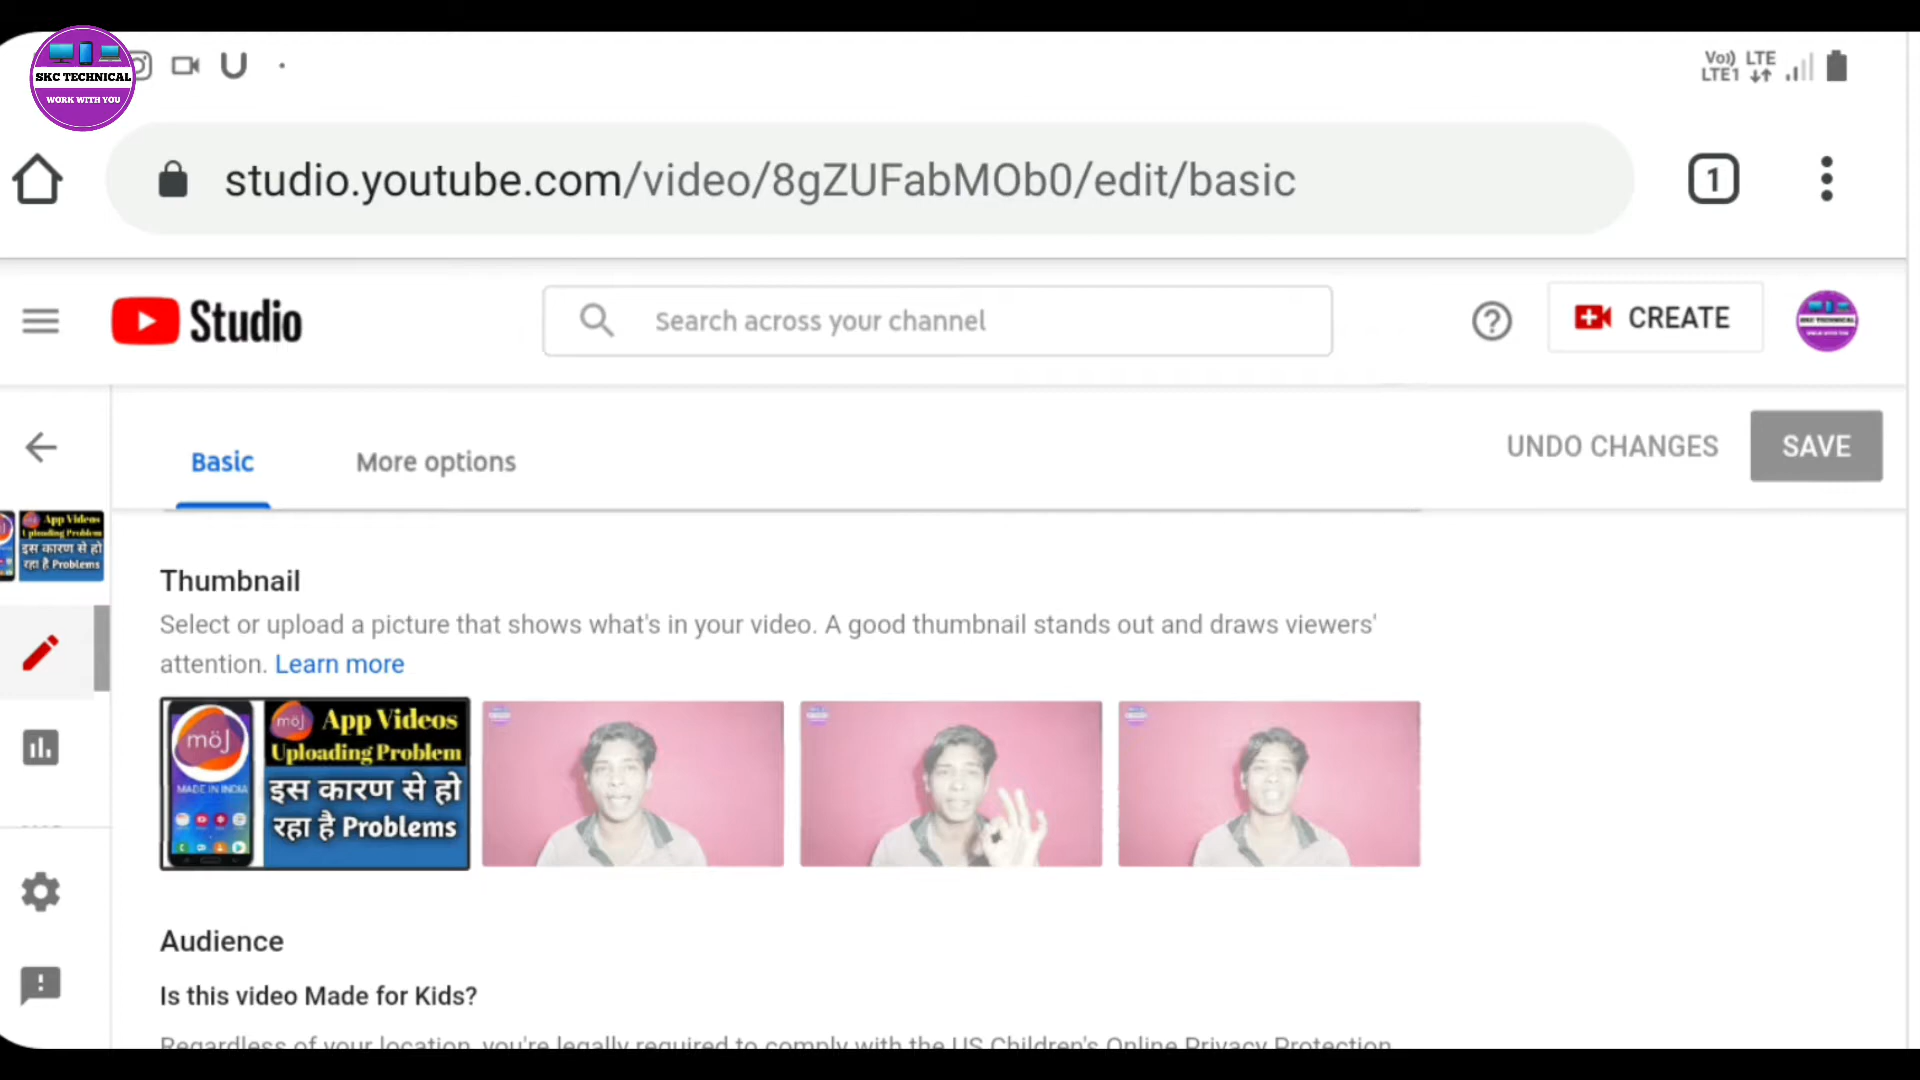 SKC TECHNICAL
WORK WITH YOU
Vo)) LTE
LTE1
studio.youtube.com/video/8gZUFabMOb0/edit/basic
1
Studio
Search across your channel
CREATE
Basic
More options
UNDO CHANGES
SAVE
App Videos
Uploading Problem
इस कारण से हो
रहा है Problems
Thumbnail
Select or upload a picture that shows what's in your video. A good thumbnail stands out and draws viewers'
attention. Learn more
möj
MADE IN INDIA
möj App Videos
Uploading Problem
इस कारण से हो
रहा है Problems
Audience
Is this video Made for Kids?
Regardless of your location, you're legally required to comply with the US Children's Online Privacy Protection